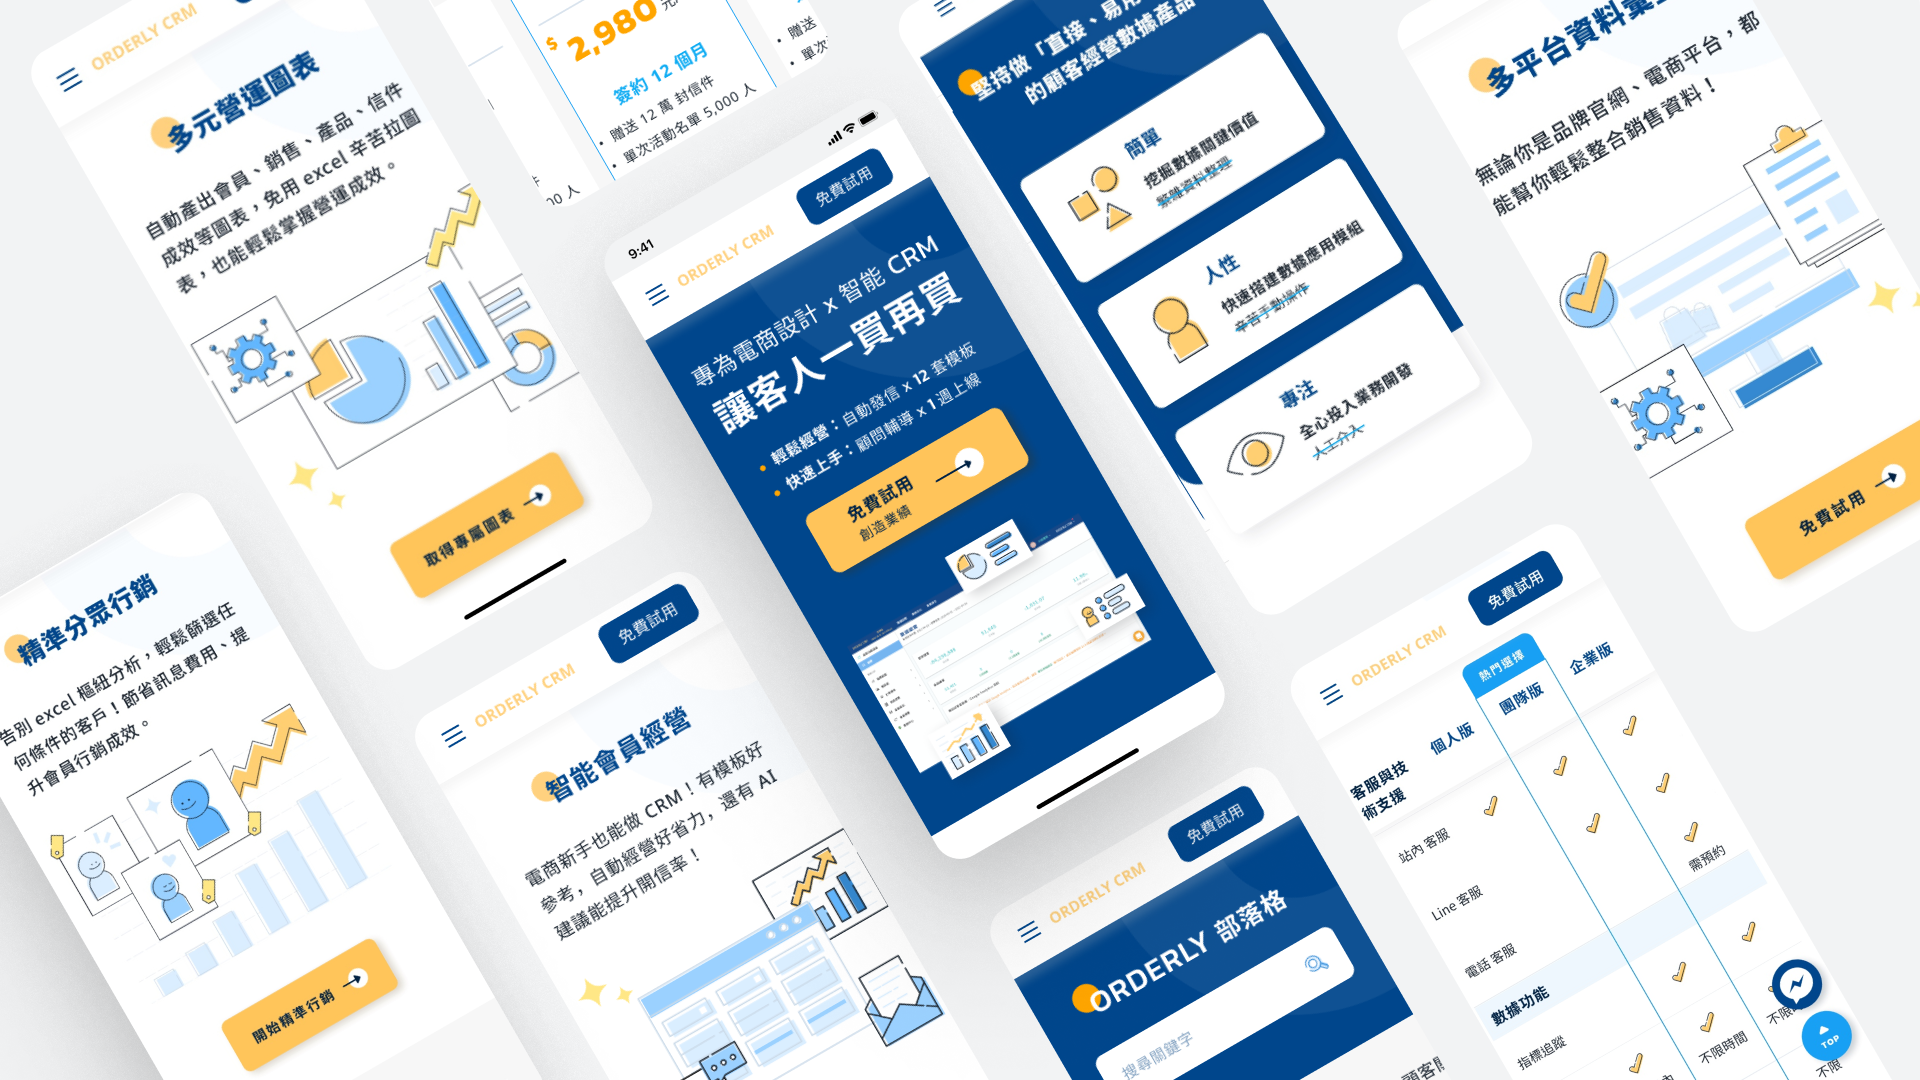 ORDERLY CRM
多元營運圖表
自動產出會員、銷售、產品、信件
成效等圖表，免用 excel 辛苦拉圖
表，也能輕鬆掌握營運成效。
取得專屬圖表
$ 2,980
簽約 12 個月
• 贈送 12 萬 封信件
• 單次活動名單 5,000 人
• 贈送
• 單次
00 人
9:41
ORDERLY CRM
免費試用
專為電商設計 x 智能 CRM
讓客人一買再買
• 輕鬆經營：自動發信 x 12 套模板
• 快速上手：顧問輔導 x 1 週上線
免費試用
創造業績
堅持做「直接、易用
的顧客經營數據產品
簡單
挖掘數據關鍵價值
繁雜資料整理
人性
快速搭建數據應用模組
辛苦手動操作
專注
全心投入業務開發
人工介入
多平台資料彙整
無論你是品牌官網、電商平台，都
能幫你輕鬆整合銷售資料！
免費試用
精準分眾行銷
告別 excel 樞紐分析，輕鬆篩選任
何條件的客戶！節省訊息費用、提
升會員行銷成效。
開始精準行銷
ORDERLY CRM
免費試用
智能會員經營
電商新手也能做 CRM！有模板好
參考，自動經營好省力，還有 AI
建議能提升開信率！
ORDERLY CRM
免費試用
ORDERLY 部落格
搜尋關鍵字
ORDERLY CRM
免費試用
熱門選擇
個人版
團隊版
企業版
客服與技
術支援
站內 客服
Line 客服
電話 客服
需預約
數據功能
指標追蹤
不限時間
不限
不限
TOP